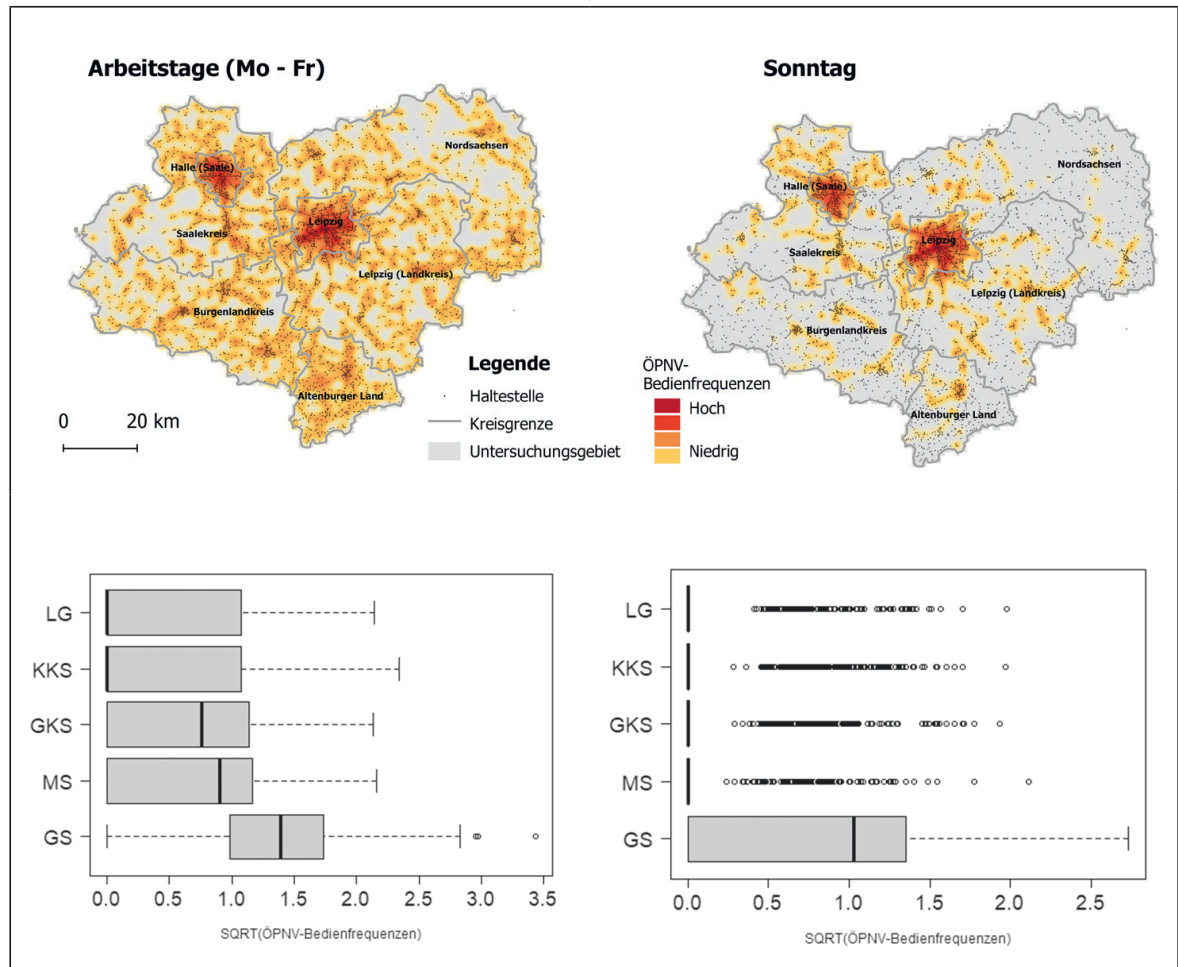 Arbeitstage (Mo - Fr)
Sonntag
Nordsachsen
Halle (Saale)
Leipzig
Saalekreis
Leipzig (Landkreis)
Burgenlandkreis
Altenburger Land
Nordsachsen
Halle (Saale)
Leipzig
Saalekreis
Leipzig (Landkreis)
Burgenlandkreis
Altenburger Land
0 20 km
Legende
Haltestelle
Kreisgrenze
Untersuchungsgebiet
ÖPNV-
Bedienfrequenzen
Hoch
Niedrig
LG
KKS
GKS
MS
GS
0.0 0.5 1.0 1.5 2.0 2.5 3.0 3.5
SQRT(ÖPNV-Bedienfrequenzen)
LG
KKS
GKS
MS
GS
0.0 0.5 1.0 1.5 2.0 2.5
SQRT(ÖPNV-Bedienfrequenzen)